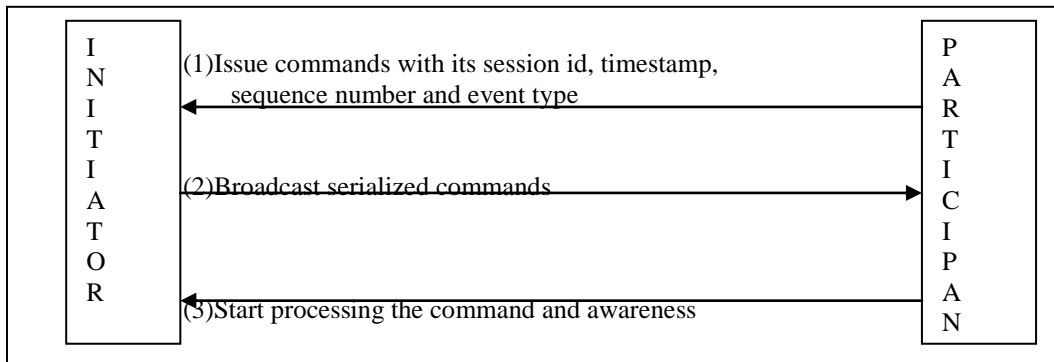 I
N
I
T
I
A
T
O
R
(1)Issue commands with its session id, timestamp,
sequence number and event type
(2)Broadcast serialized commands
(3)Start processing the command and awareness
P
A
R
T
I
C
I
P
A
N